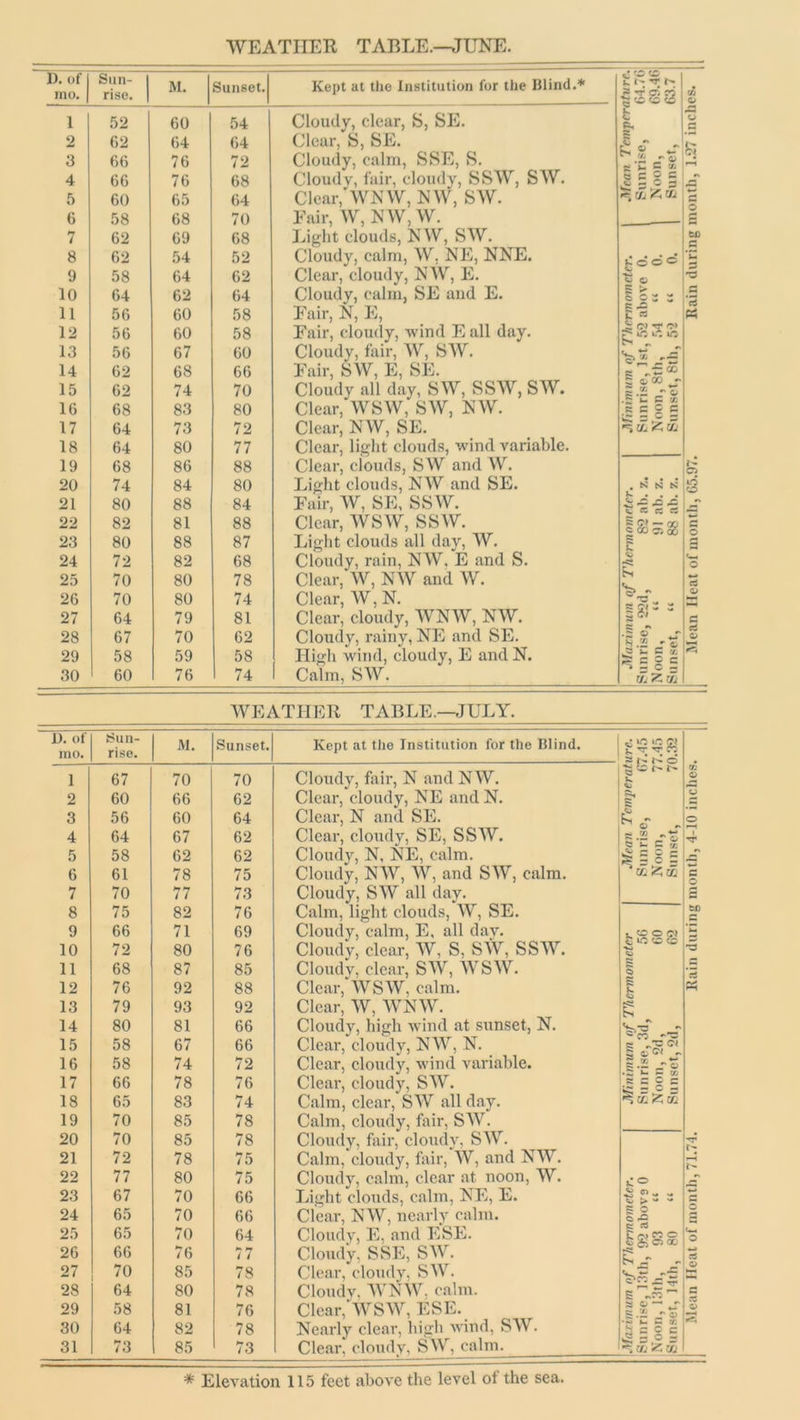 WEATHER TABLE.—JUNE.
D. of mo. | Sun-rise. | M. | Sunset. | Kept at the Institution for the Blind.*
1 52 60 54 Cloudy, clear, S, SE.
2 62 64 64 Clear, S, SE.
3 66 76 72 Cloudy, calm, SSE, S.
4 66 76 68 Cloudy, fair, cloudy, SSW, SW.
5 60 65 64 Clear, WNW, NW, SW.
6 58 68 70 Fair, W, NW, W.
7 62 69 68 Light clouds, NW, SW.
8 62 54 52 Cloudy, calm, W, NE, NNE.
9 58 64 62 Clear, cloudy, NW, E.
10 64 62 64 Cloudy, calm, SE and E.
11 56 60 58 Fair, N, E,
12 56 60 58 Fair, cloudy, wind E all day.
13 56 67 60 Cloudy, fair, W, SW.
14 62 68 66 Fair, SW, E, SE.
15 62 74 70 Cloudy all day, SW, SSW, SW.
16 68 83 80 Clear, WSW, SW, NW.
17 64 73 72 Clear, NW, SE.
18 64 80 77 Clear, light clouds, wind variable.
19 68 86 88 Clear, clouds, SW and W.
20 74 84 80 Light clouds, NW and SE.
21 80 88 84 Fair, W, SE, SSW.
22 82 81 88 Clear, WSW, SSW.
23 80 88 87 Light clouds all day, W.
24 72 82 68 Cloudy, rain, NW, E and S.
25 70 80 78 Clear, W, NW and W.
26 70 80 74 Clear, W, N.
27 64 79 81 Clear, cloudy, WNW, NW.
28 67 70 62 Cloudy, rainy, NE and SE.
29 58 59 58 High wind, cloudy, E and N.
30 60 76 74 Calm, SW.
Mean Temperature.
Sunrise, 64.76
Noon, 69.46
Sunset, 63.7
Minimum of Thermometer.
Sunrise, 1st, 52 above 0.
Noon, 8th, 54 " 0.
Sunset, 8th, 52 " 0.
Maximum of Thermometer.
Sunrise, 22d, 82 ab. z.
Noon, " 91 ab. z.
Sunset, " 88 ab. z.
Rain during month, 1.27 inches.
Mean Heat of month, 65.97.
WEATHER TABLE.—JULY.
D. of mo. | Sun-rise. | M. | Sunset. | Kept at the Institution for the Blind.
1 67 70 70 Cloudy, fair, N and NW.
2 60 66 62 Clear, cloudy, NE and N.
3 56 60 64 Clear, N and SE.
4 64 67 62 Clear, cloudy, SE, SSW.
5 58 62 62 Cloudy, N, NE, calm.
6 61 78 75 Cloudy, NW, W, and SW, calm.
7 70 77 73 Cloudy, SW all day.
8 75 82 76 Calm, light clouds, W, SE.
9 66 71 69 Cloudy, calm, E, all day.
10 72 80 76 Cloudy, clear, W, S, SW, SSW.
11 68 87 85 Cloudy, clear, SW, WSW.
12 76 92 88 Clear, WSW, calm.
13 79 93 92 Clear, W, WNW.
14 80 81 66 Cloudy, high wind at sunset, N.
15 58 67 66 Clear, cloudy, NW, N.
16 58 74 72 Clear, cloudy, wind variable.
17 66 78 76 Clear, cloudy, SW.
18 65 83 74 Calm, clear, SW all day.
19 70 85 78 Calm, cloudy, fair, SW.
20 70 85 78 Cloudy, fair, cloudy, SW.
21 72 78 75 Calm, cloudy, fair, W, and NW.
22 77 80 75 Cloudy, calm, clear at noon, W.
23 67 70 66 Light clouds, calm, NE, E.
24 65 70 66 Clear, NW, nearly calm.
25 65 70 64 Cloudy, E, and ESE.
26 66 76 77 Cloudy, SSE, SW.
27 70 85 78 Clear, cloudy, SW.
28 64 80 78 Cloudy, WNW, calm.
29 58 81 76 Clear, WSW, ESE.
30 64 82 78 Nearly clear, high wind, SW.
31 73 85 73 Clear, cloudy, SW, calm.
Mean Temperature.
Sunrise, 67.45
Noon, 77.45
Sunset, 70.32
Minimum of Thermometer
Sunrise, 3d, 56
Noon, 2d, 60
Sunset, 2d, 62
Maximum of Thermometer.
Sunrise, 13th, 92 above 0
Noon, 13th, 93 "
Sunset, 14th, 80 "
Rain during month, 4-10 inches.
Mean Heat of month, 71.74.
* Elevation 115 feet above the level of the sea.